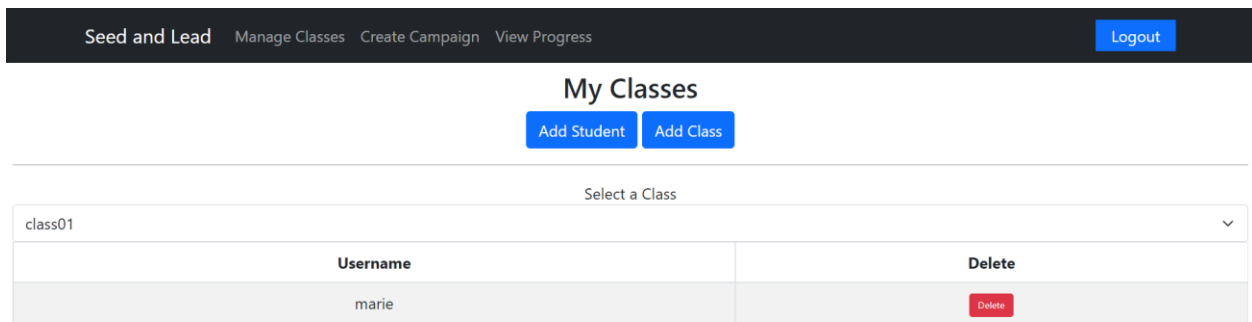 Seed and Lead Manage Classes Create Campaign View Progress Logout
My Classes
Add Student Add Class
Select a Class
class01
Username Delete
marie Delete